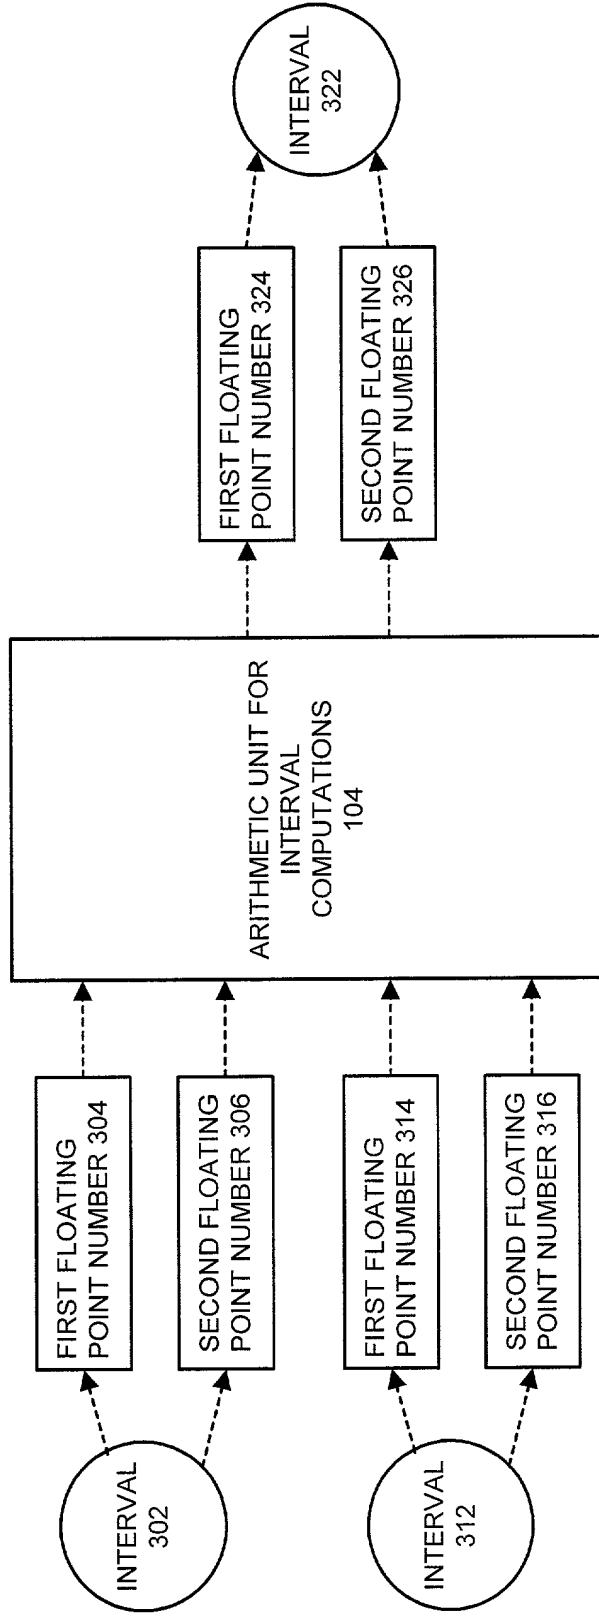 INTERVAL
302
FIRST FLOATING
POINT NUMBER 304
SECOND FLOATING
POINT NUMBER 306
INTERVAL
312
FIRST FLOATING
POINT NUMBER 314
SECOND FLOATING
POINT NUMBER 316
ARITHMETIC UNIT FOR
INTERVAL
COMPUTATIONS
104
FIRST FLOATING
POINT NUMBER 324
SECOND FLOATING
POINT NUMBER 326
INTERVAL
322